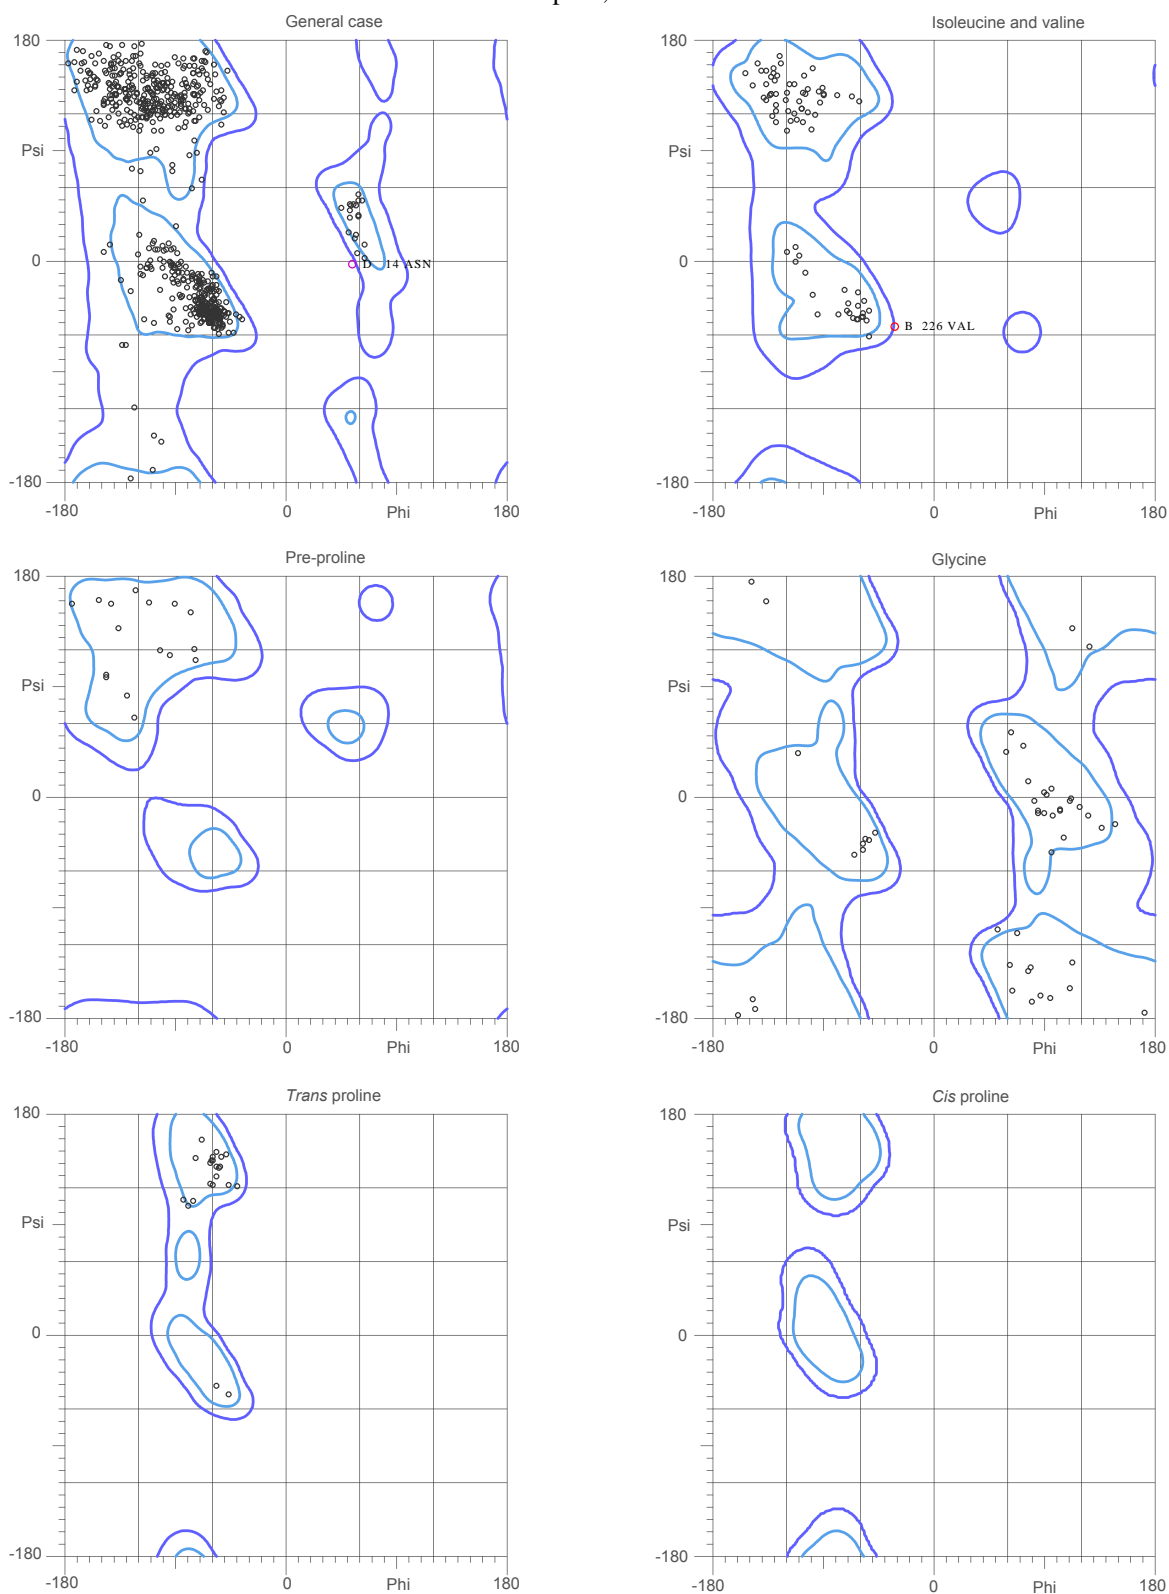 General case
Isoleucine and valine
180
Psi
0
-180
-180
0
Phi
180
D 14 ASN
180
Psi
0
-180
-180
0
Phi
180
B 226 VAL
Pre-proline
Glycine
180
Psi
0
-180
-180
0
Phi
180
180
Psi
0
-180
-180
0
Phi
180
Trans proline
Cis proline
180
Psi
0
-180
-180
0
Phi
180
180
Psi
0
-180
-180
0
Phi
180